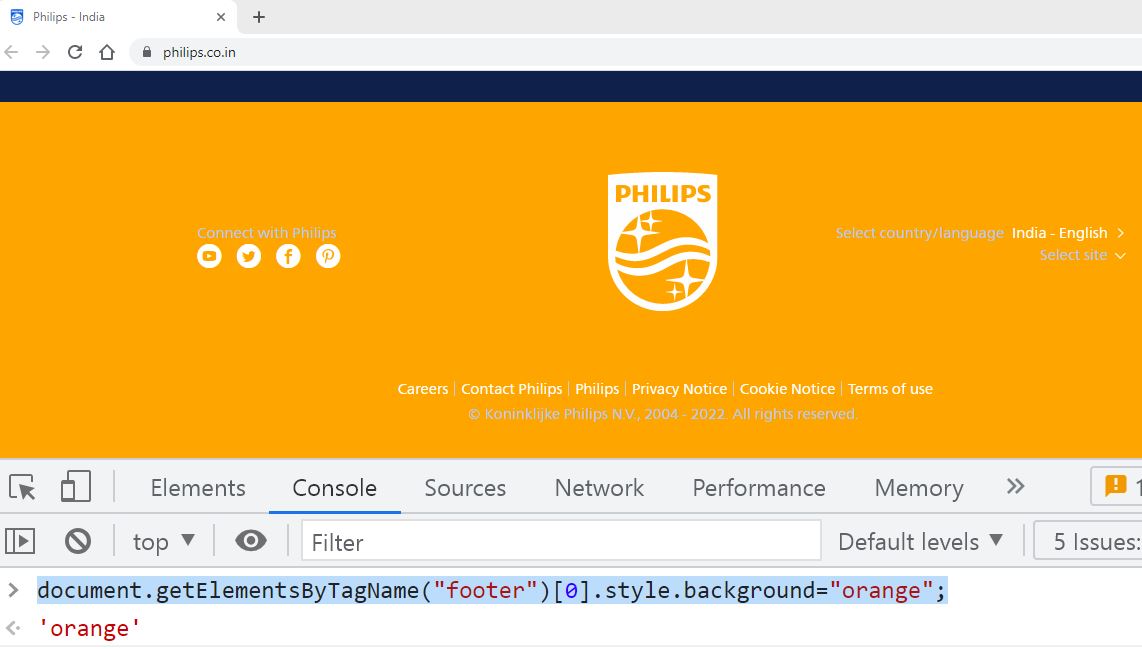 Philips - India
philips.co.in
PHILIPS
Connect with Philips
Select country/language India - English
Select site
Careers | Contact Philips | Philips | Privacy Notice | Cookie Notice | Terms of use
© Koninklijke Philips N.V., 2004 - 2022. All rights reserved.
Elements Console Sources Network Performance Memory » 1
top Filter Default levels 5 Issues:
> document.getElementsByTagName("footer")[0].style.background="orange";
'orange'